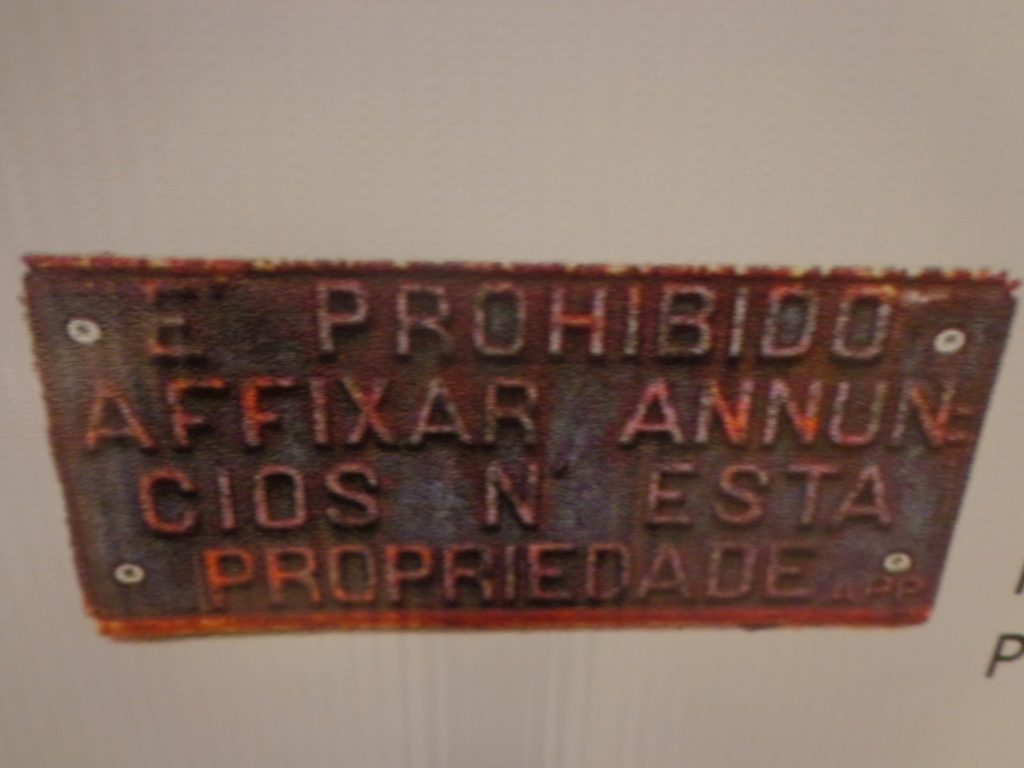 E PROHIBIDO
AFFIXAR ANNUN-
CIOS N'ESTA
PROPRIEDADE
P